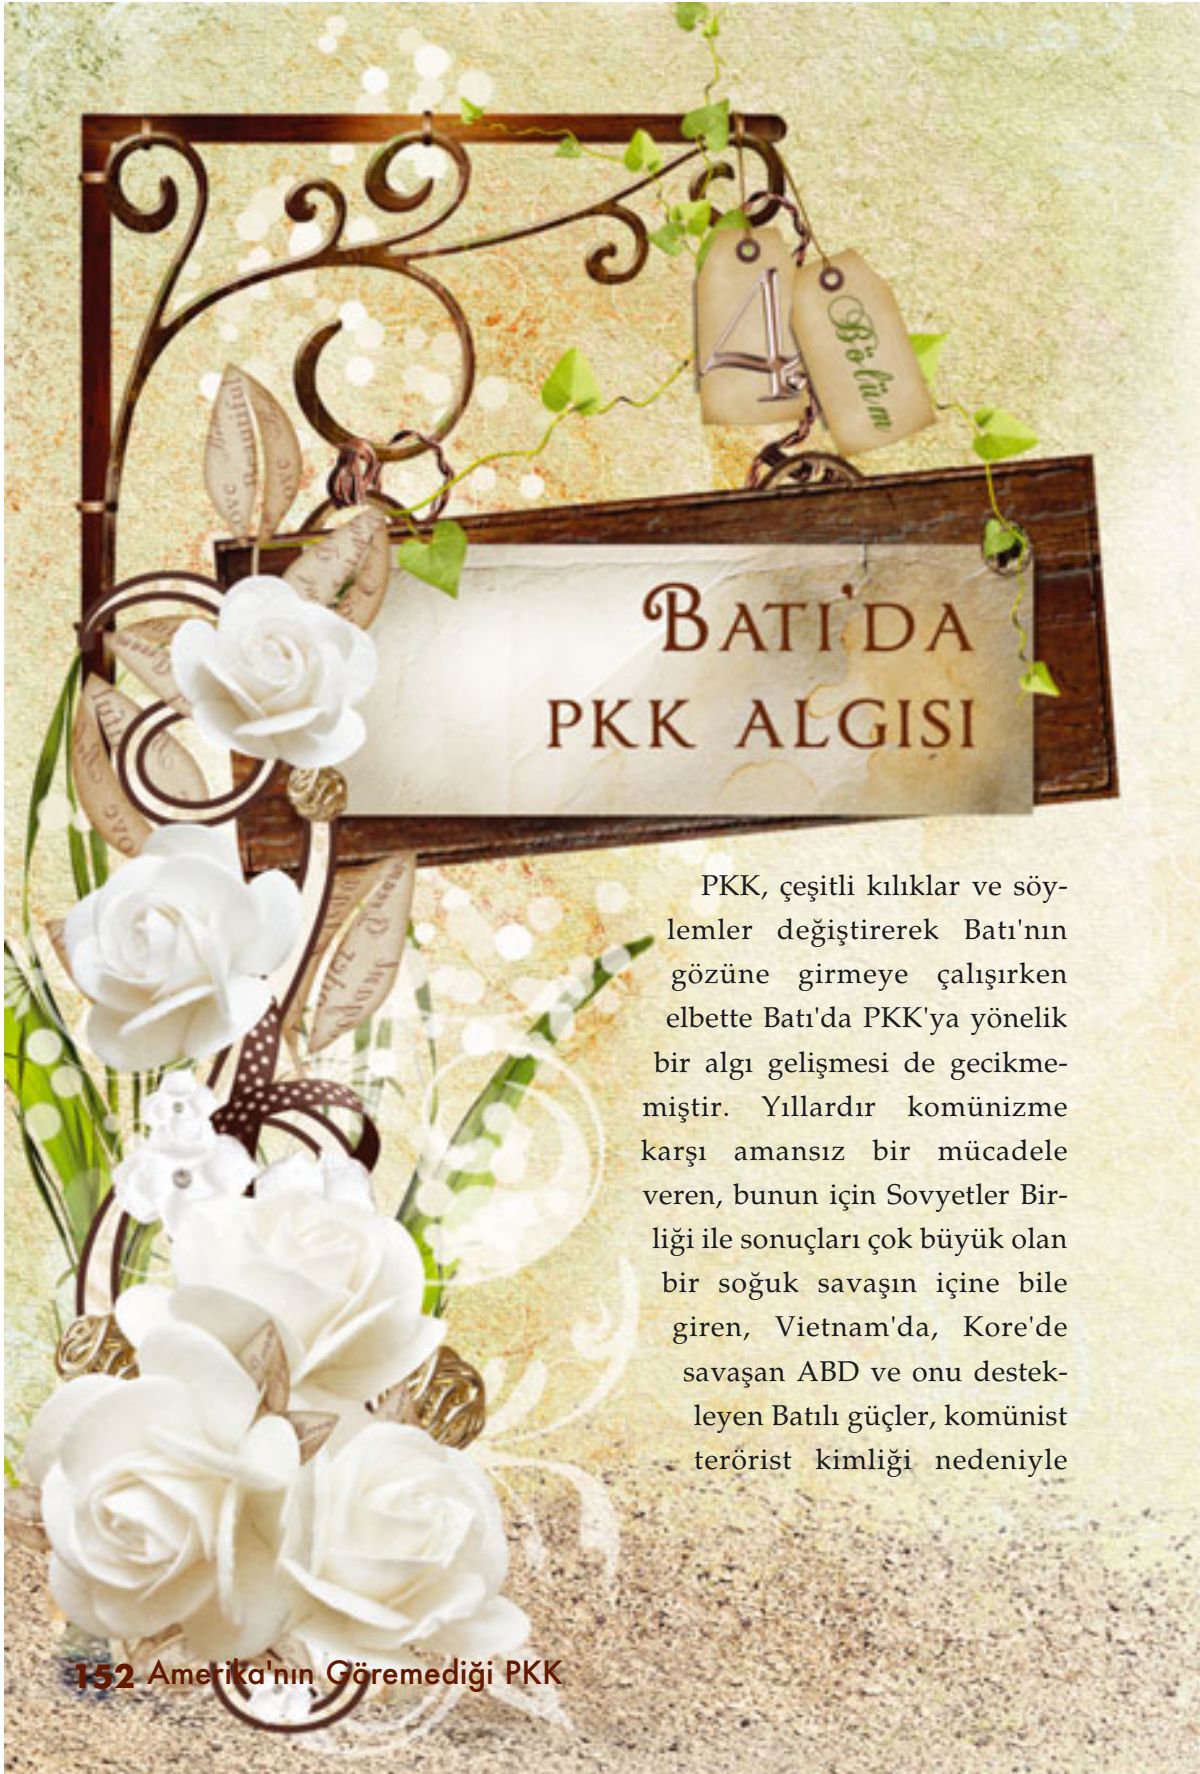 4
Bölüm
BATI'DA
PKK ALGISI
PKK, çeşitli kılıklar ve söy-
lemler değiştirerek Batı'nın
gözüne girmeye çalışırken
elbette Batı'da PKK'ya yönelik
bir algı gelişmesi de gecikme-
miştir. Yıllardır komünizme
karşı amansız bir mücadele
veren, bunun için Sovyetler Bir-
liği ile sonuçları çok büyük olan
bir soğuk savaşın içine bile
giren, Vietnam'da, Kore'de
savaşan ABD ve onu destek-
leyen Batılı güçler, komünist
terörist kimliği nedeniyle
152 Amerika'nın Göremediği PKK